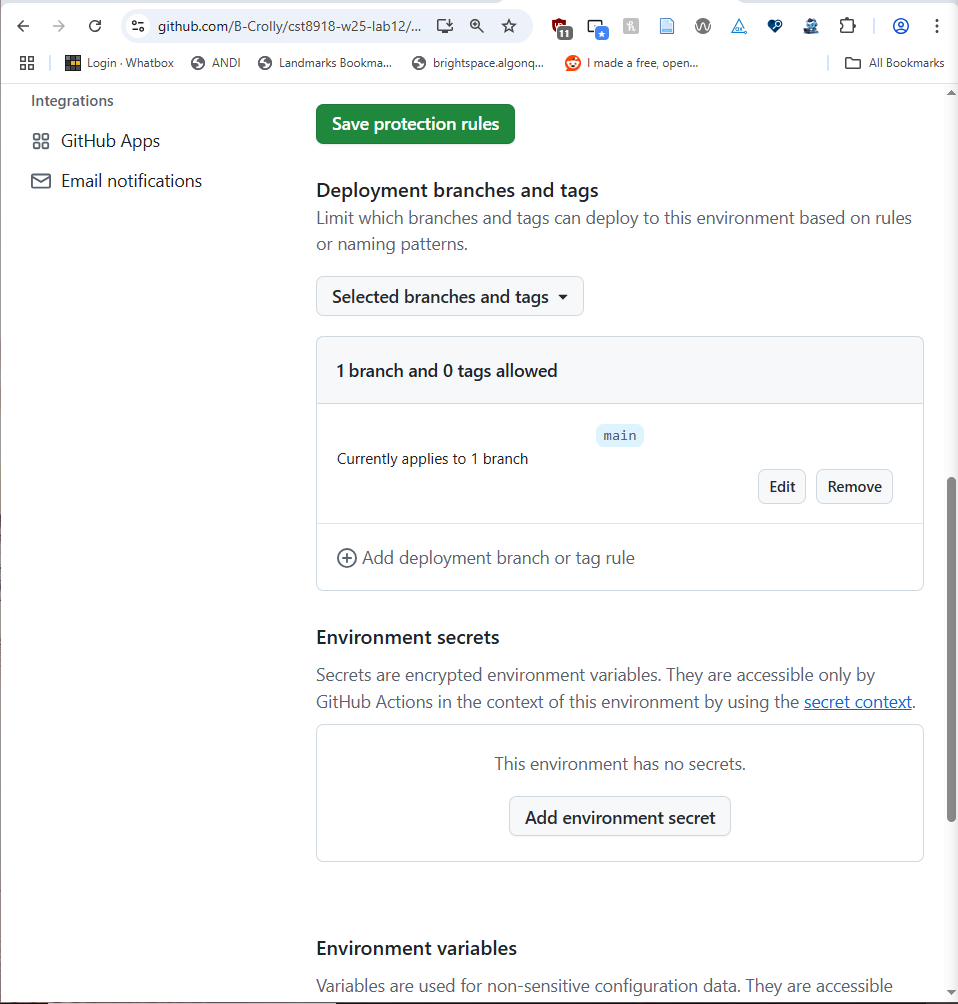 github.com/B-Crolly/cst8918-w25-lab12/...
11
Login · Whatbox
ANDI
Landmarks Bookma...
brightspace.algonq...
I made a free, open...
All Bookmarks
Integrations
GitHub Apps
Email notifications
Save protection rules
Deployment branches and tags
Limit which branches and tags can deploy to this environment based on rules
or naming patterns.
Selected branches and tags
1 branch and 0 tags allowed
main
Currently applies to 1 branch
Edit
Remove
Add deployment branch or tag rule
Environment secrets
Secrets are encrypted environment variables. They are accessible only by
GitHub Actions in the context of this environment by using the secret context.
This environment has no secrets.
Add environment secret
Environment variables
Variables are used for non-sensitive configuration data. They are accessible